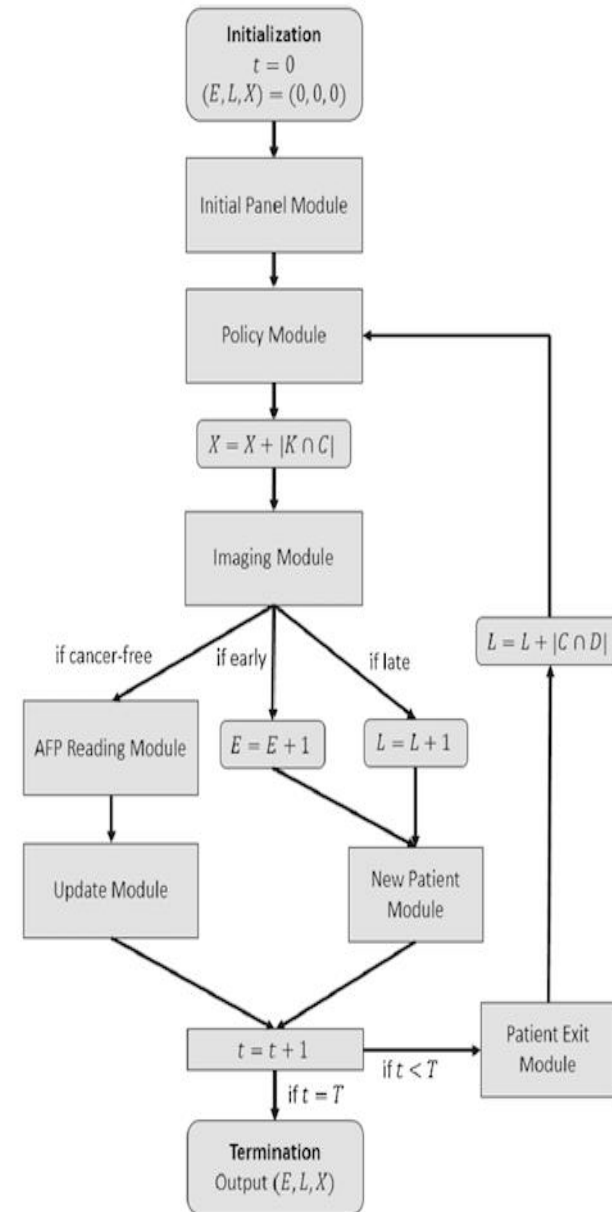 Initialization
t = 0
(E, L, X) = (0, 0, 0)
Initial Panel Module
Policy Module
X = X + |K ∩ C|
Imaging Module
if cancer-free
if early
if late
L = L + |C ∩ D|
AFP Reading Module
E = E + 1
L = L + 1
Update Module
New Patient
Module
t = t + 1
if t < T
Patient Exit
Module
if t = T
Termination
Output (E, L, X)